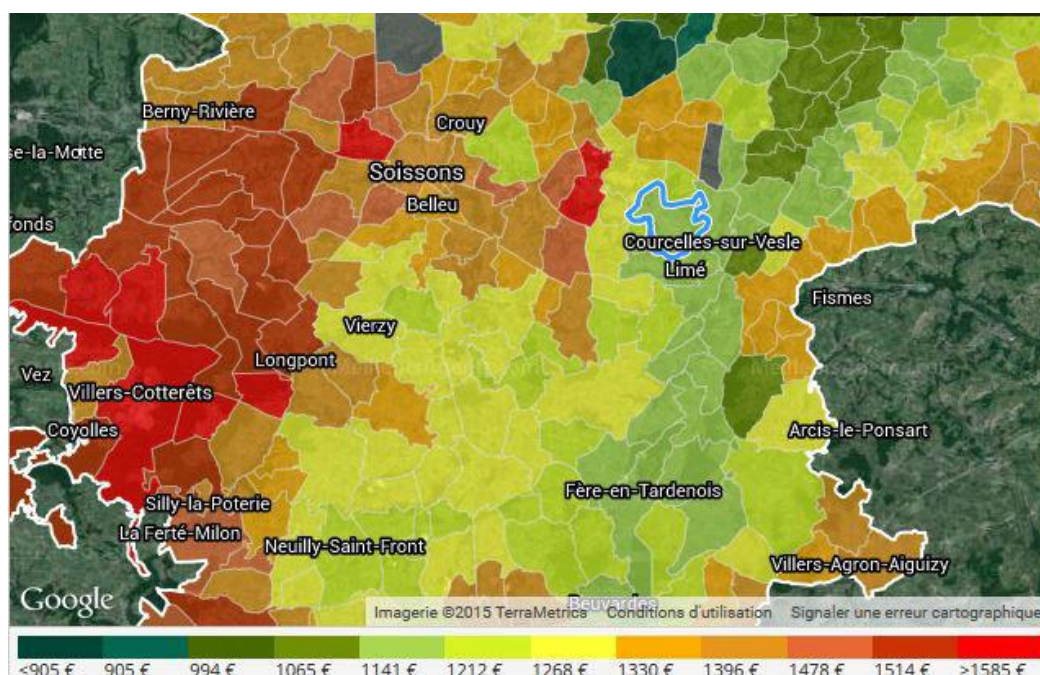 Berny-Rivière
Crouy
se-la-Motte
Soissons
Belleu
fonds
Courcelles-sur-Vesle
Limé
Fismes
Vierzy
Longpont
Vez
Villers-Cotterêts
Coyolles
Arcis-le-Ponsart
Fère-en-Tardenois
Silly-la-Poterie
La Ferté-Milon
Neuilly-Saint-Front
Villers-Agron-Aiguizy
Beuvardes
Google
Imagerie ©2015 TerraMetrics Conditions d'utilisation Signaler une erreur cartographique
<905 € 905 € 994 € 1065 € 1141 € 1212 € 1268 € 1330 € 1396 € 1478 € 1514 € >1585 €